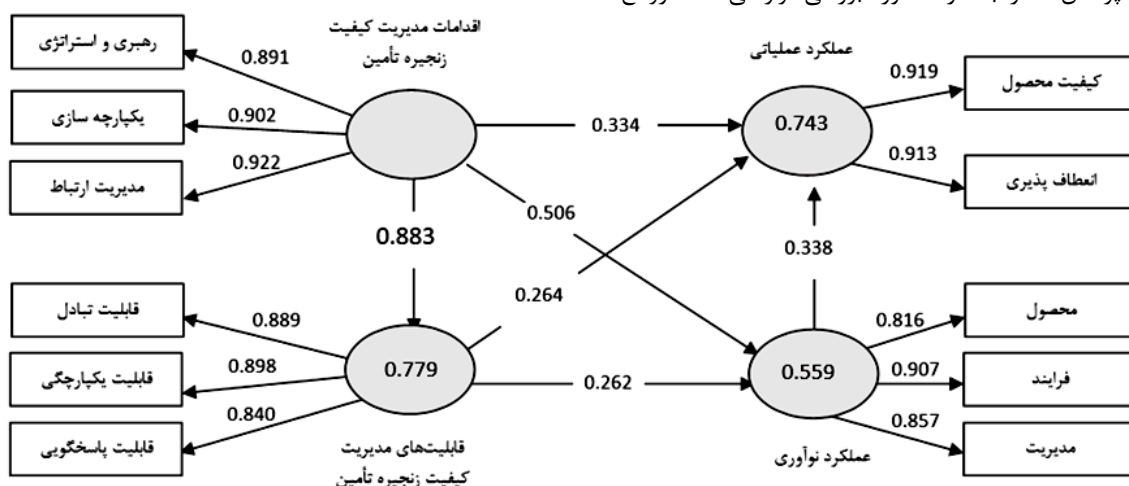 اقدامات مدیریت کیفیت
زنجیره تأمین
عملکرد عملیاتی
رهبری و استراتژی
0.891
یکپارچه سازی
0.902
مدیریت ارتباط
0.922
0.334
0.743
0.919
کیفیت محصول
0.913
انعطاف پذیری
0.883
0.506
0.264
0.338
قابلیت تبادل
0.889
قابلیت یکپارچگی
0.898
قابلیت پاسخگویی
0.840
0.779
0.262
0.559
0.816
محصول
0.907
فرایند
0.857
مدیریت
قابلیت‌های مدیریت
کیفیت زنجیره تأمین
عملکرد نوآوری